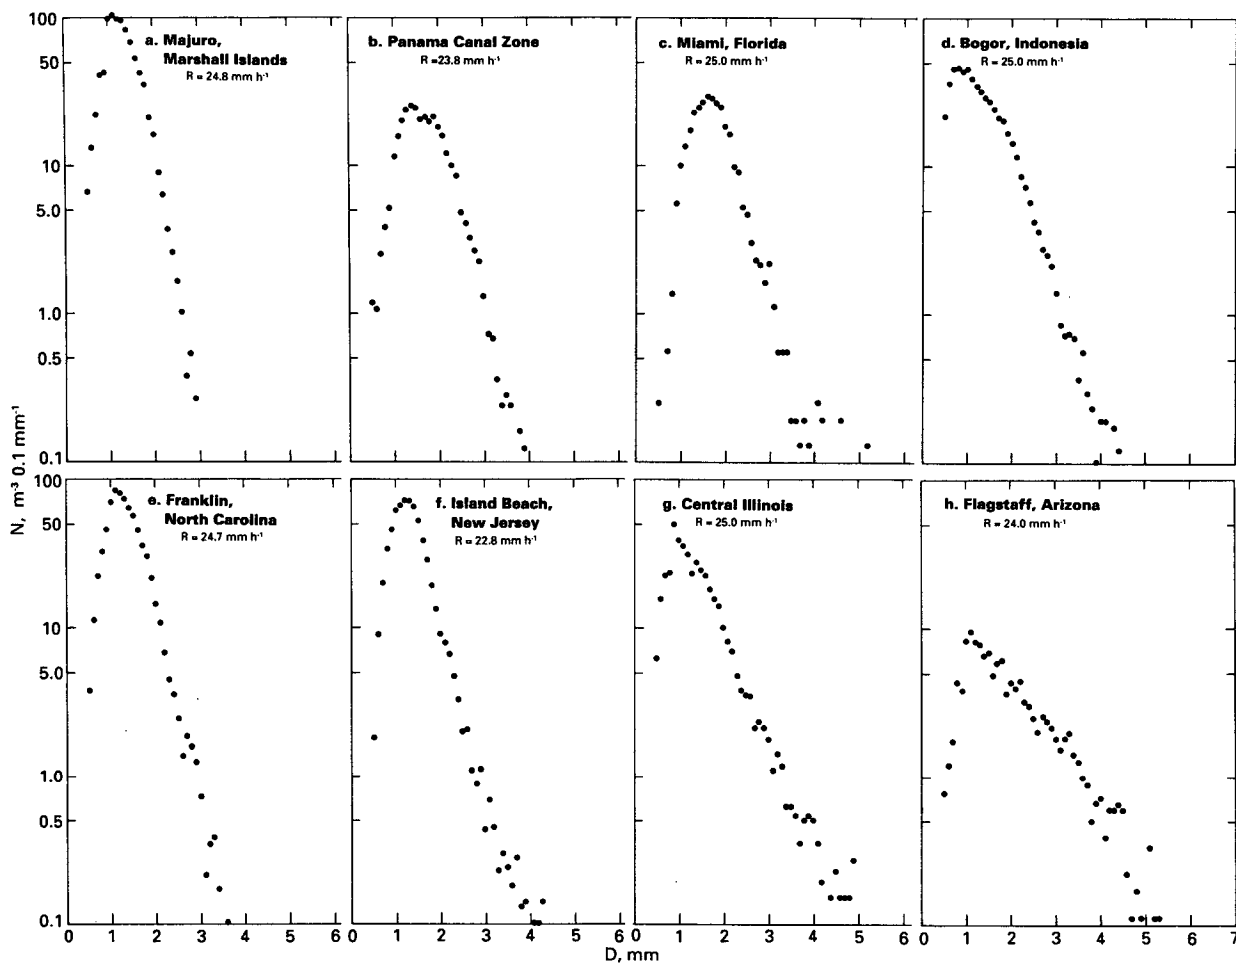 100
50
10
5.0
1.0
0.5
0.1
a. Majuro,
Marshall Islands
R = 24.8 mm h-1
b. Panama Canal Zone
R =23.8 mm h-1
c. Miami, Florida
R = 25.0 mm h-1
d. Bogor, Indonesia
R = 25.0 mm h-1
N, m-3 0.1 mm-1
100
50
10
5.0
1.0
0.5
0.1
e. Franklin,
North Carolina
R = 24.7 mm h-1
f. Island Beach,
New Jersey
R = 22.8 mm h-1
g. Central Illinois
R = 25.0 mm h-1
h. Flagstaff, Arizona
R = 24.0 mm h-1
0 1 2 3 4 5 6 0 1 2 3 4 5 6 0 1 2 3 4 5 6 0 1 2 3 4 5 6 7
D, mm